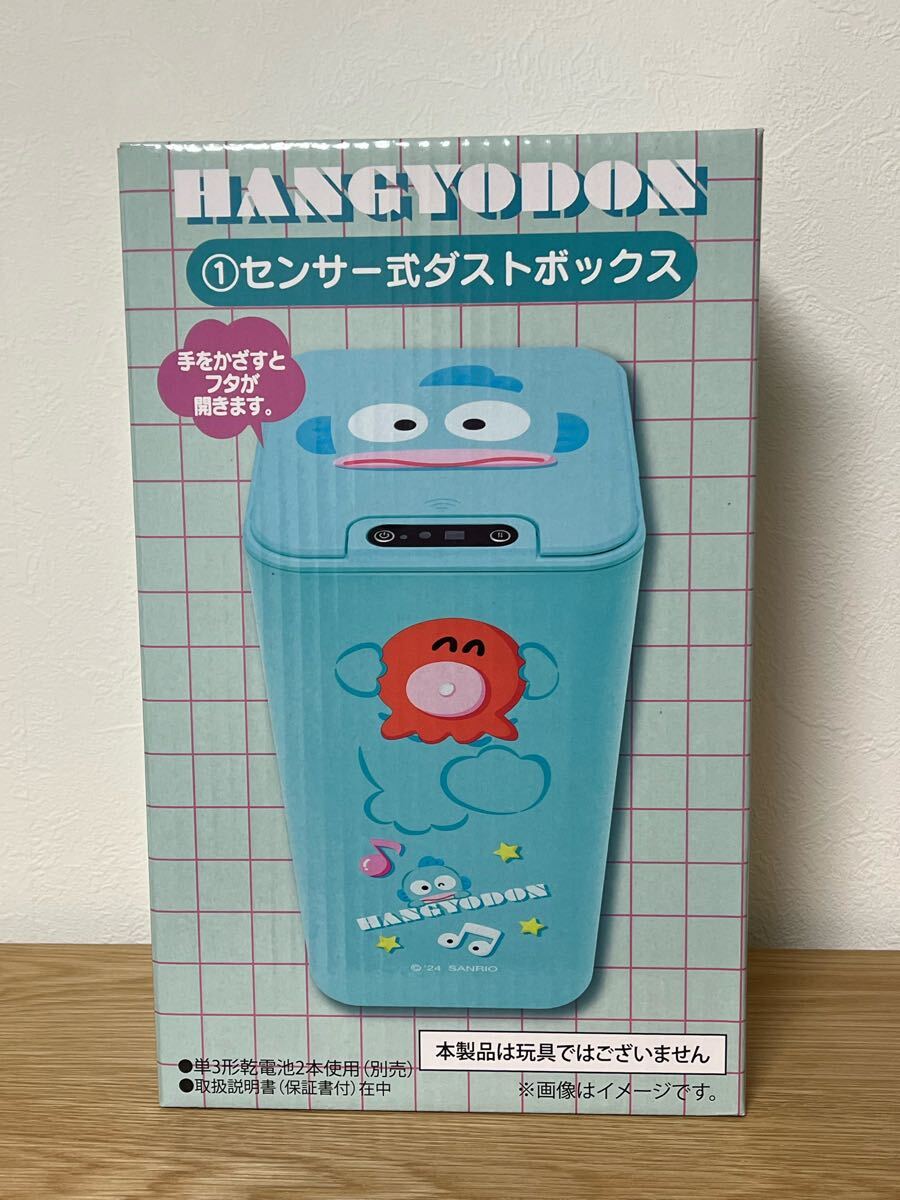 HANGYODON
①センサー式ダストボックス
手をかざすと
フタが
開きます。
HANGYODON
©'24 SANRIO
本製品は玩具ではございません
●単3形乾電池2本使用(別売)
●取扱説明書(保証書付)在中
※画像はイメージです。